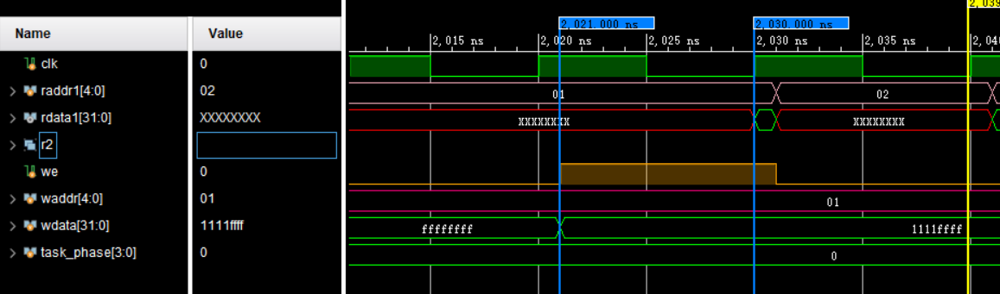 2,039
2,021.000 ns 2,030.000 ns
Name Value
2,015 ns 2,020 ns 2,025 ns 2,030 ns 2,035 ns 2,040
clk 0
raddr1[4:0] 02 01 02
rdata1[31:0] XXXXXXXX XXXXXXXX XXXXXXXX
r2
we 0
waddr[4:0] 01 01
wdata[31:0] 1111ffff ffffffff 1111ffff
task_phase[3:0] 0 0